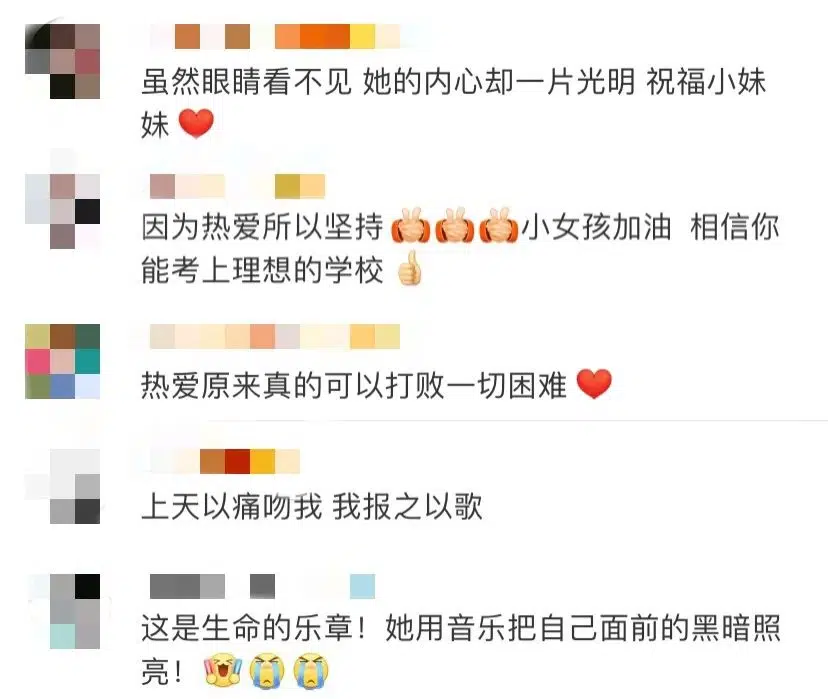 虽然眼睛看不见 她的内心却一片光明 祝福小妹
妹
因为热爱所以坚持 小女孩加油 相信你
能考上理想的学校
热爱原来真的可以打败一切困难
上天以痛吻我 我报之以歌
这是生命的乐章！她用音乐把自己面前的黑暗照
亮！